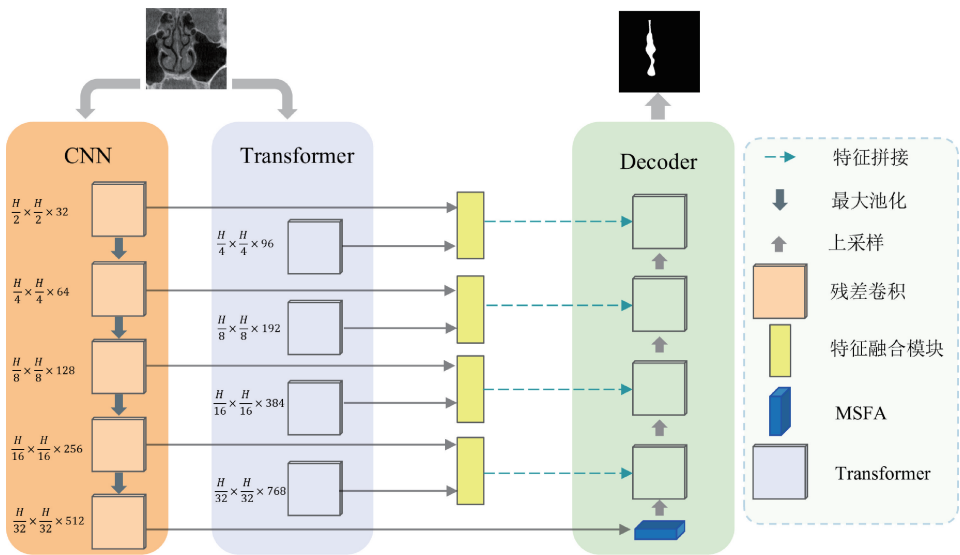 CNN
H/2 × H/2 × 32
H/4 × H/4 × 64
H/8 × H/8 × 128
H/16 × H/16 × 256
H/32 × H/32 × 512
Transformer
H/4 × H/4 × 96
H/8 × H/8 × 192
H/16 × H/16 × 384
H/32 × H/32 × 768
Decoder
特征拼接
最大池化
上采样
残差卷积
特征融合模块
MSFA
Transformer